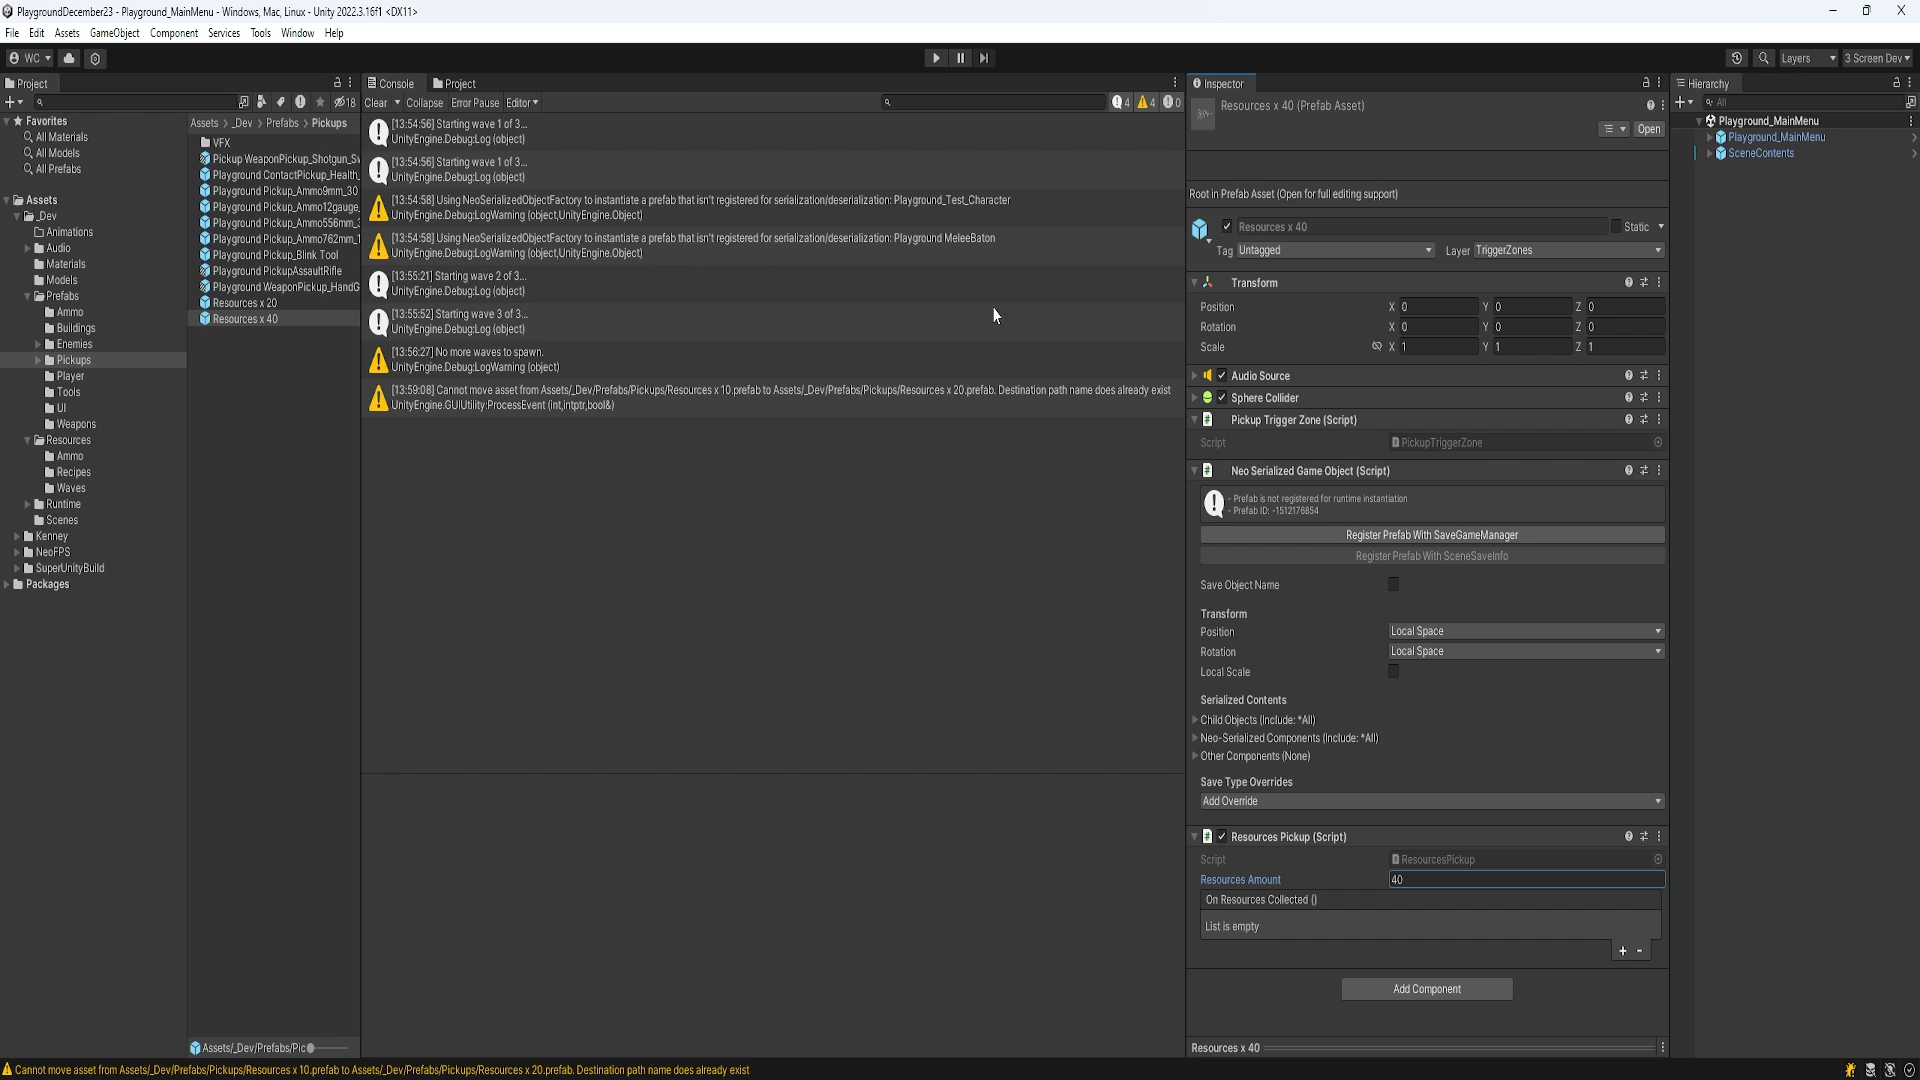 PlaygroundDecember23 - Playground_MainMenu - Windows, Mac, Linux - Unity 2022.3.16f1 <DX11>
File Edit Assets GameObject Component Services Tools Window Help
WC Layers 3 Screen Dev
Project
18
Favorites
All Materials
All Models
All Prefabs
Assets
_Dev
Animations
Audio
Materials
Models
Prefabs
Ammo
Buildings
Enemies
Pickups
Player
Tools
UI
Weapons
Resources
Ammo
Recipes
Waves
Runtime
Scenes
Kenney
NeoFPS
SuperUnityBuild
Packages
Assets > _Dev > Prefabs > Pickups
VFX
Pickup WeaponPickup_Shotgun_Sw
Playground ContactPickup_Health_
Playground Pickup_Ammo9mm_30
Playground Pickup_Ammo12gauge_
Playground Pickup_Ammo556mm_3
Playground Pickup_Ammo762mm_1
Playground Pickup_Blink Tool
Playground PickupAssaultRifle
Playground WeaponPickup_HandG
Resources x 20
Resources x 40
Assets/_Dev/Prefabs/Pic
Console Project
Clear Collapse Error Pause Editor 4 4 0
[13:54:56] Starting wave 1 of 3...
UnityEngine.Debug:Log (object)
[13:54:56] Starting wave 1 of 3...
UnityEngine.Debug:Log (object)
[13:54:58] Using NeoSerializedObjectFactory to instantiate a prefab that isn't registered for serialization/deserialization: Playground_Test_Character
UnityEngine.Debug:LogWarning (object,UnityEngine.Object)
[13:54:58] Using NeoSerializedObjectFactory to instantiate a prefab that isn't registered for serialization/deserialization: Playground MeleeBaton
UnityEngine.Debug:LogWarning (object,UnityEngine.Object)
[13:55:21] Starting wave 2 of 3...
UnityEngine.Debug:Log (object)
[13:55:52] Starting wave 3 of 3...
UnityEngine.Debug:Log (object)
[13:56:27] No more waves to spawn.
UnityEngine.Debug:LogWarning (object)
[13:59:08] Cannot move asset from Assets/_Dev/Prefabs/Pickups/Resources x 10.prefab to Assets/_Dev/Prefabs/Pickups/Resources x 20.prefab. Destination path name does already exist
UnityEngine.GUIUtility:ProcessEvent (int,intptr,bool&)
Inspector
Resources x 40 (Prefab Asset)
Open
Root in Prefab Asset (Open for full editing support)
Resources x 40 Static
Tag Untagged Layer TriggerZones
Transform
Position X 0 Y 0 Z 0
Rotation X 0 Y 0 Z 0
Scale X 1 Y 1 Z 1
Audio Source
Sphere Collider
Pickup Trigger Zone (Script)
Script PickupTriggerZone
Neo Serialized Game Object (Script)
- Prefab is not registered for runtime instantiation
- Prefab ID: -1512176854
Register Prefab With SaveGameManager
Register Prefab With SceneSaveInfo
Save Object Name
Transform
Position Local Space
Rotation Local Space
Local Scale
Serialized Contents
Child Objects (Include: *All)
Neo-Serialized Components (Include: *All)
Other Components (None)
Save Type Overrides
Add Override
Resources Pickup (Script)
Script ResourcesPickup
Resources Amount 40
On Resources Collected ()
List is empty
+ -
Add Component
Resources x 40
Hierarchy
All
Playground_MainMenu
Playground_MainMenu
SceneContents
Cannot move asset from Assets/_Dev/Prefabs/Pickups/Resources x 10.prefab to Assets/_Dev/Prefabs/Pickups/Resources x 20.prefab. Destination path name does already exist